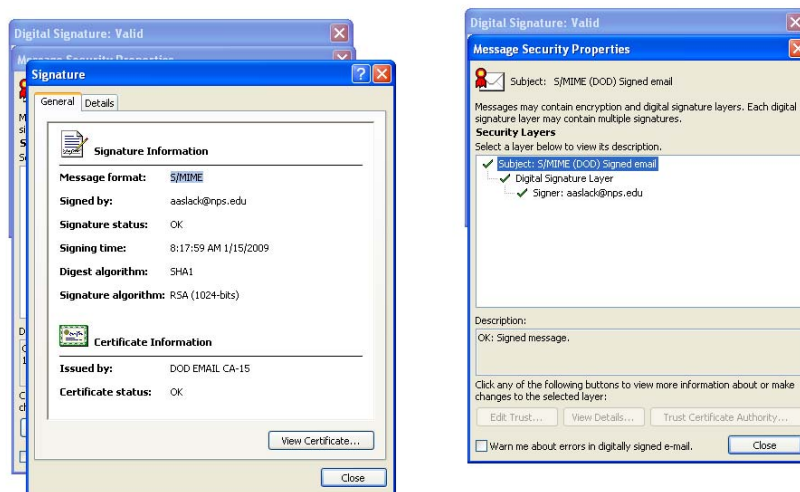 Digital Signature: Valid
Message Security Properties
Signature
General
Details
Signature Information
Message format: S/MIME
Signed by: aaslack@nps.edu
Signature status: OK
Signing time: 8:17:59 AM 1/15/2009
Digest algorithm: SHA1
Signature algorithm: RSA (1024-bits)
Certificate Information
Issued by: DOD EMAIL CA-15
Certificate status: OK
View Certificate...
Close
Digital Signature: Valid
Message Security Properties
Subject: S/MIME (DOD) Signed email
Messages may contain encryption and digital signature layers. Each digital
signature layer may contain multiple signatures.
Security Layers
Select a layer below to view its description.
Subject: S/MIME (DOD) Signed email
Digital Signature Layer
Signer: aaslack@nps.edu
Description:
OK: Signed message.
Click any of the following buttons to view more information about or make
changes to the selected layer:
Edit Trust...
View Details...
Trust Certificate Authority...
Warn me about errors in digitally signed e-mail.
Close